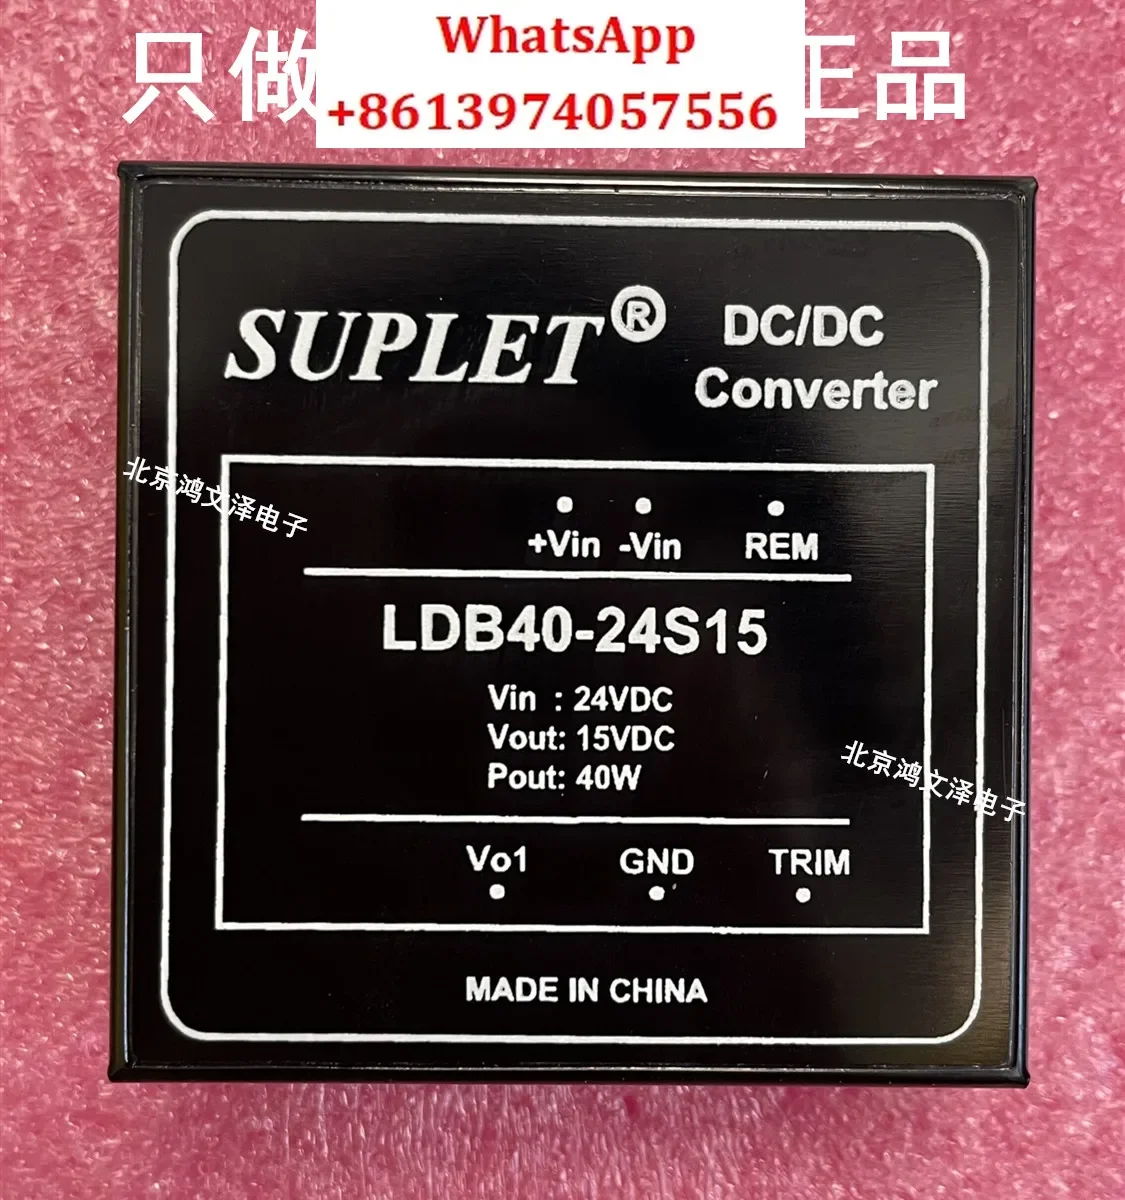 只做
WhatsApp
+8613974057556
正品
SUPLET®
DC/DC
Converter
北京鸿文泽电子
+Vin -Vin REM
LDB40-24S15
Vin : 24VDC
Vout: 15VDC
Pout: 40W
北京鸿文泽电子
Vo1 GND TRIM
MADE IN CHINA